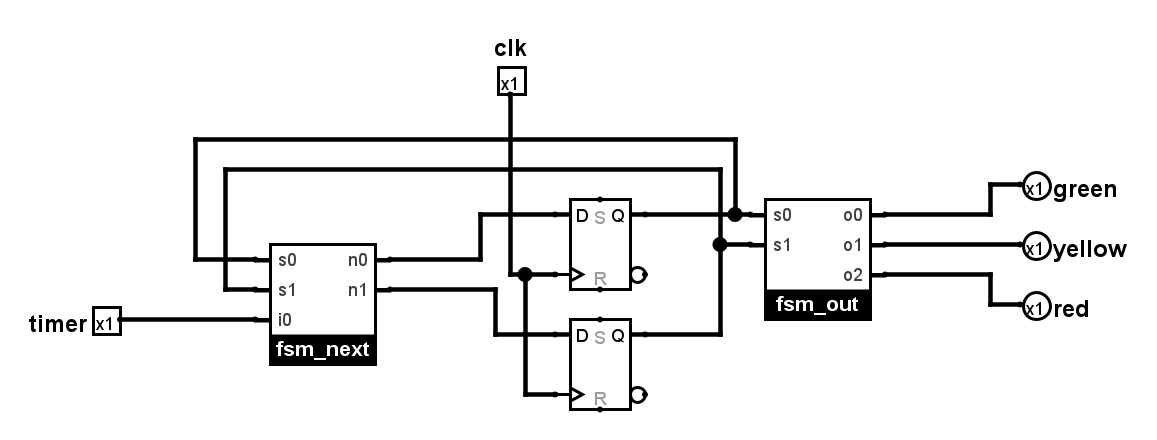 clk
x1
timer x1
s0 n0
s1 n1
i0
fsm_next
D S Q
R
D S Q
R
s0 o0
s1 o1
o2
fsm_out
x1 green
x1 yellow
x1 red